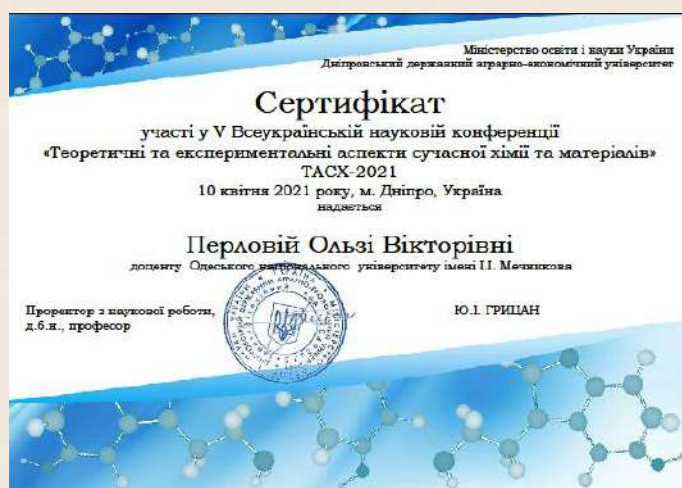 Міністерство освіти і науки України
Дніпровський державний аграрно-економічний університет
Сертифікат
участі у V Всеукраїнській науковій конференції
«Теоретичні та експериментальні аспекти сучасної хімії та матеріалів»
ТАСХ-2021
10 квітня 2021 року, м. Дніпро, Україна
надається
Перловій Ользі Вікторівні
доценту Одеського національного університету імені І.І. Мечникова
Проректор з наукової роботи,
д.б.н., професор
Ю.І. ГРИЦАН